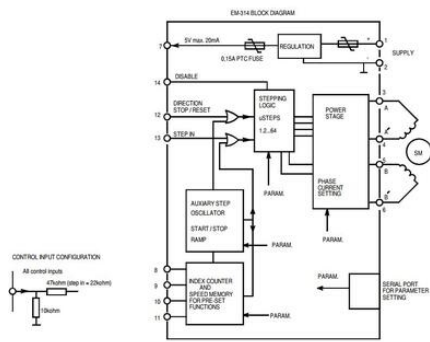 EM-314 BLOCK DIAGRAM
7
5V max. 20mA
0,15A PTC FUSE
REGULATION
+
1
-
2
SUPPLY
14
DISABLE
12
DIRECTION
STOP / RESET
13
STEP IN
STEPPING
LOGIC
µSTEPS
1.2...64
PARAM.
POWER
STAGE
PHASE
CURRENT
SETTING
PARAM.
3
A
A'
4
SM
5
B
B'
6
AUXIARY STEP
OSCILLATOR
START / STOP
RAMP
PARAM.
8
9
10
11
INDEX COUNTER
AND
SPEED MEMORY
FOR PRE-SET
FUNCTIONS
PARAM.
PARAM.
SERIAL PORT
FOR PARAMETER
SETTING
CONTROL INPUT CONFIGURATION
All control inputs
47kohm (step in = 22kohm)
10kohm